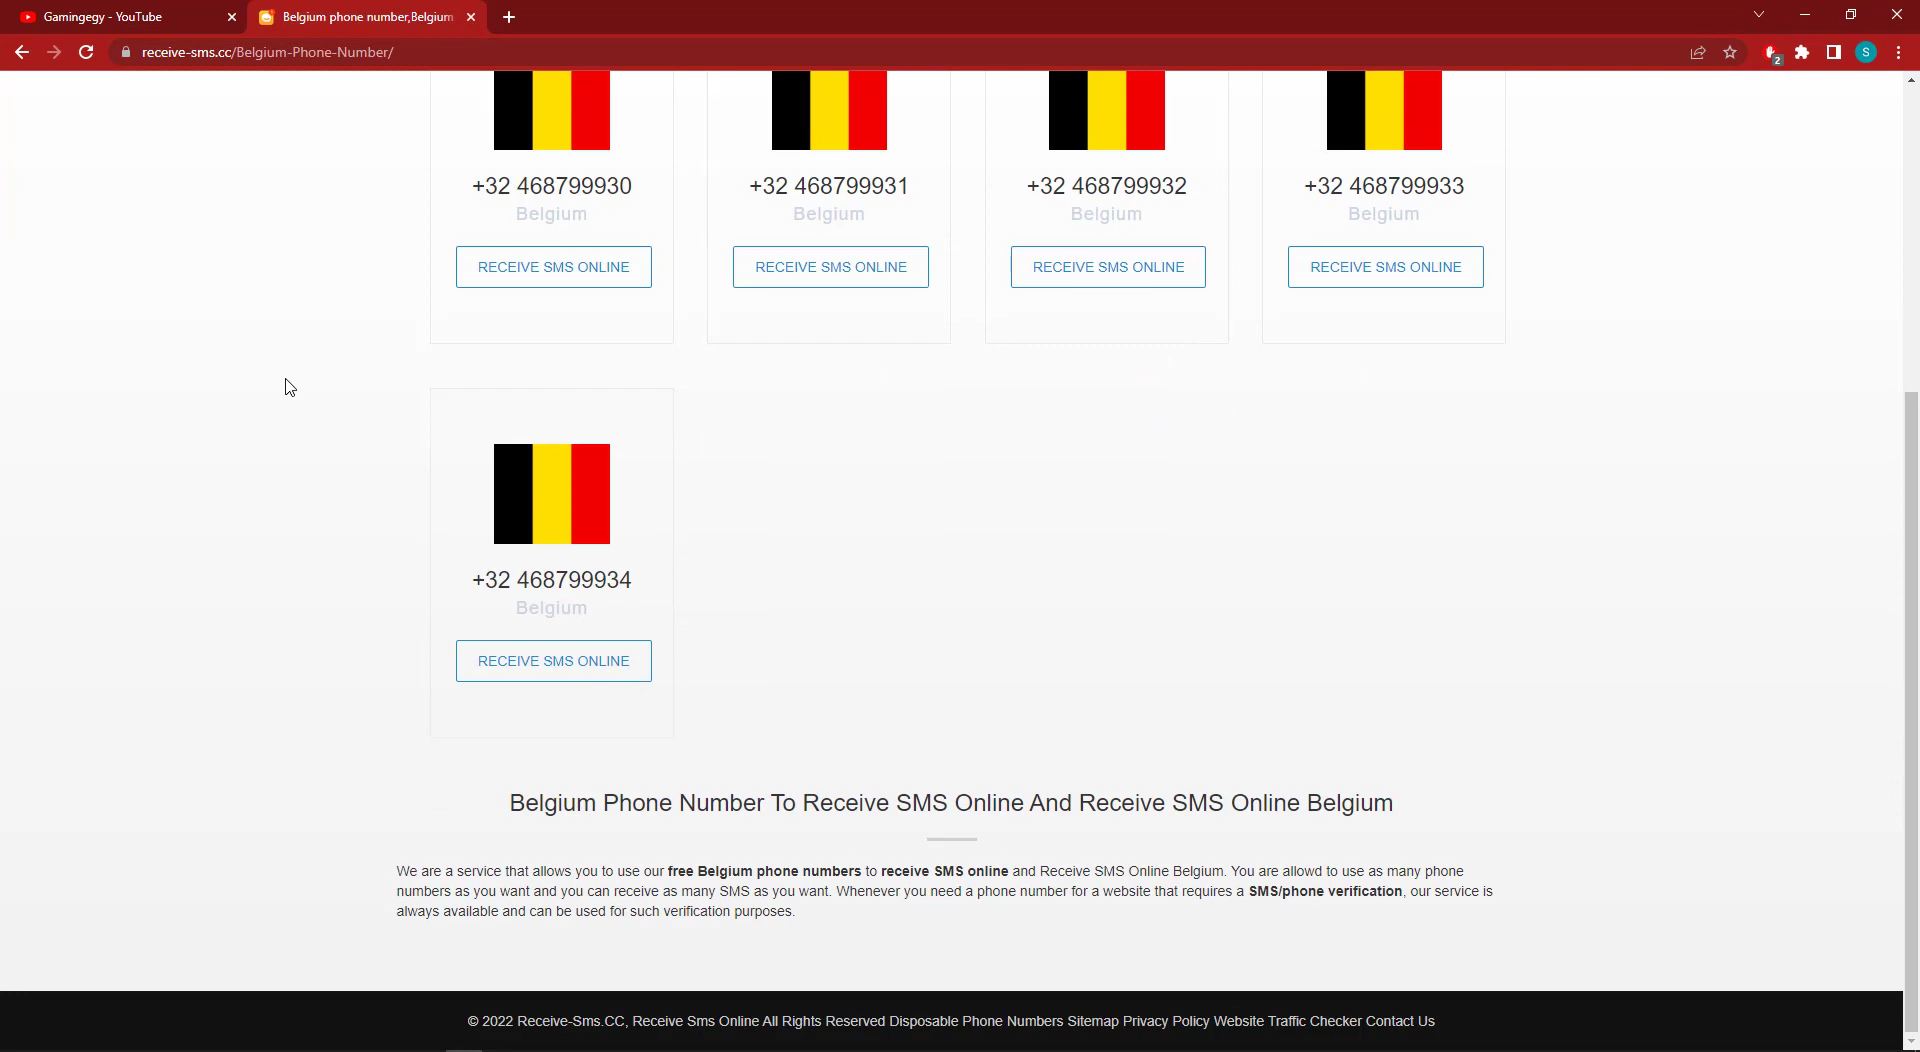 Gamingegy - YouTube
Belgium phone number,Belgium
receive-sms.cc/Belgium-Phone-Number/
2
S
+32 468799930
Belgium
RECEIVE SMS ONLINE
+32 468799931
Belgium
RECEIVE SMS ONLINE
+32 468799932
Belgium
RECEIVE SMS ONLINE
+32 468799933
Belgium
RECEIVE SMS ONLINE
+32 468799934
Belgium
RECEIVE SMS ONLINE
Belgium Phone Number To Receive SMS Online And Receive SMS Online Belgium
We are a service that allows you to use our free Belgium phone numbers to receive SMS online and Receive SMS Online Belgium. You are allowd to use as many phone
numbers as you want and you can receive as many SMS as you want. Whenever you need a phone number for a website that requires a SMS/phone verification, our service is
always available and can be used for such verification purposes.
© 2022 Receive-Sms.CC, Receive Sms Online All Rights Reserved Disposable Phone Numbers Sitemap Privacy Policy Website Traffic Checker Contact Us